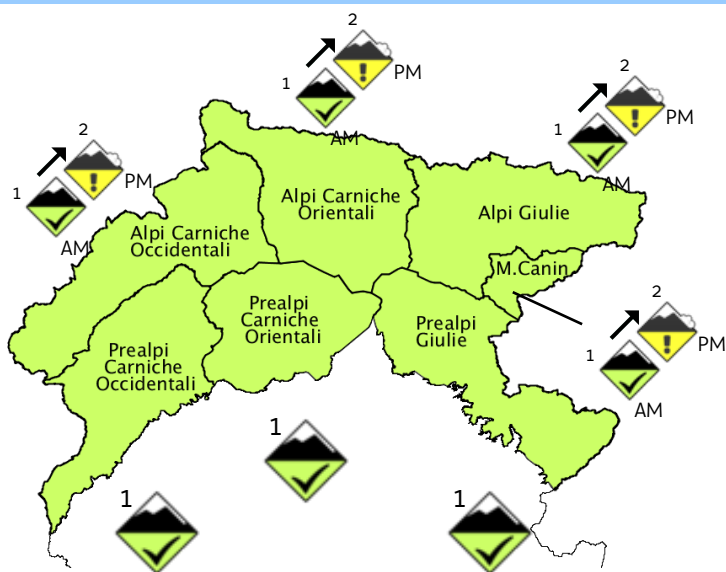 2
1
PM
AM
2
1
PM
AM
2
1
PM
AM
Alpi Carniche
Orientali
Alpi Giulie
Alpi Carniche
Occidentali
M.Canin
Prealpi
Carniche
Orientali
Prealpi
Giulie
Prealpi
Carniche
Occidentali
2
1
PM
AM
1
1
1